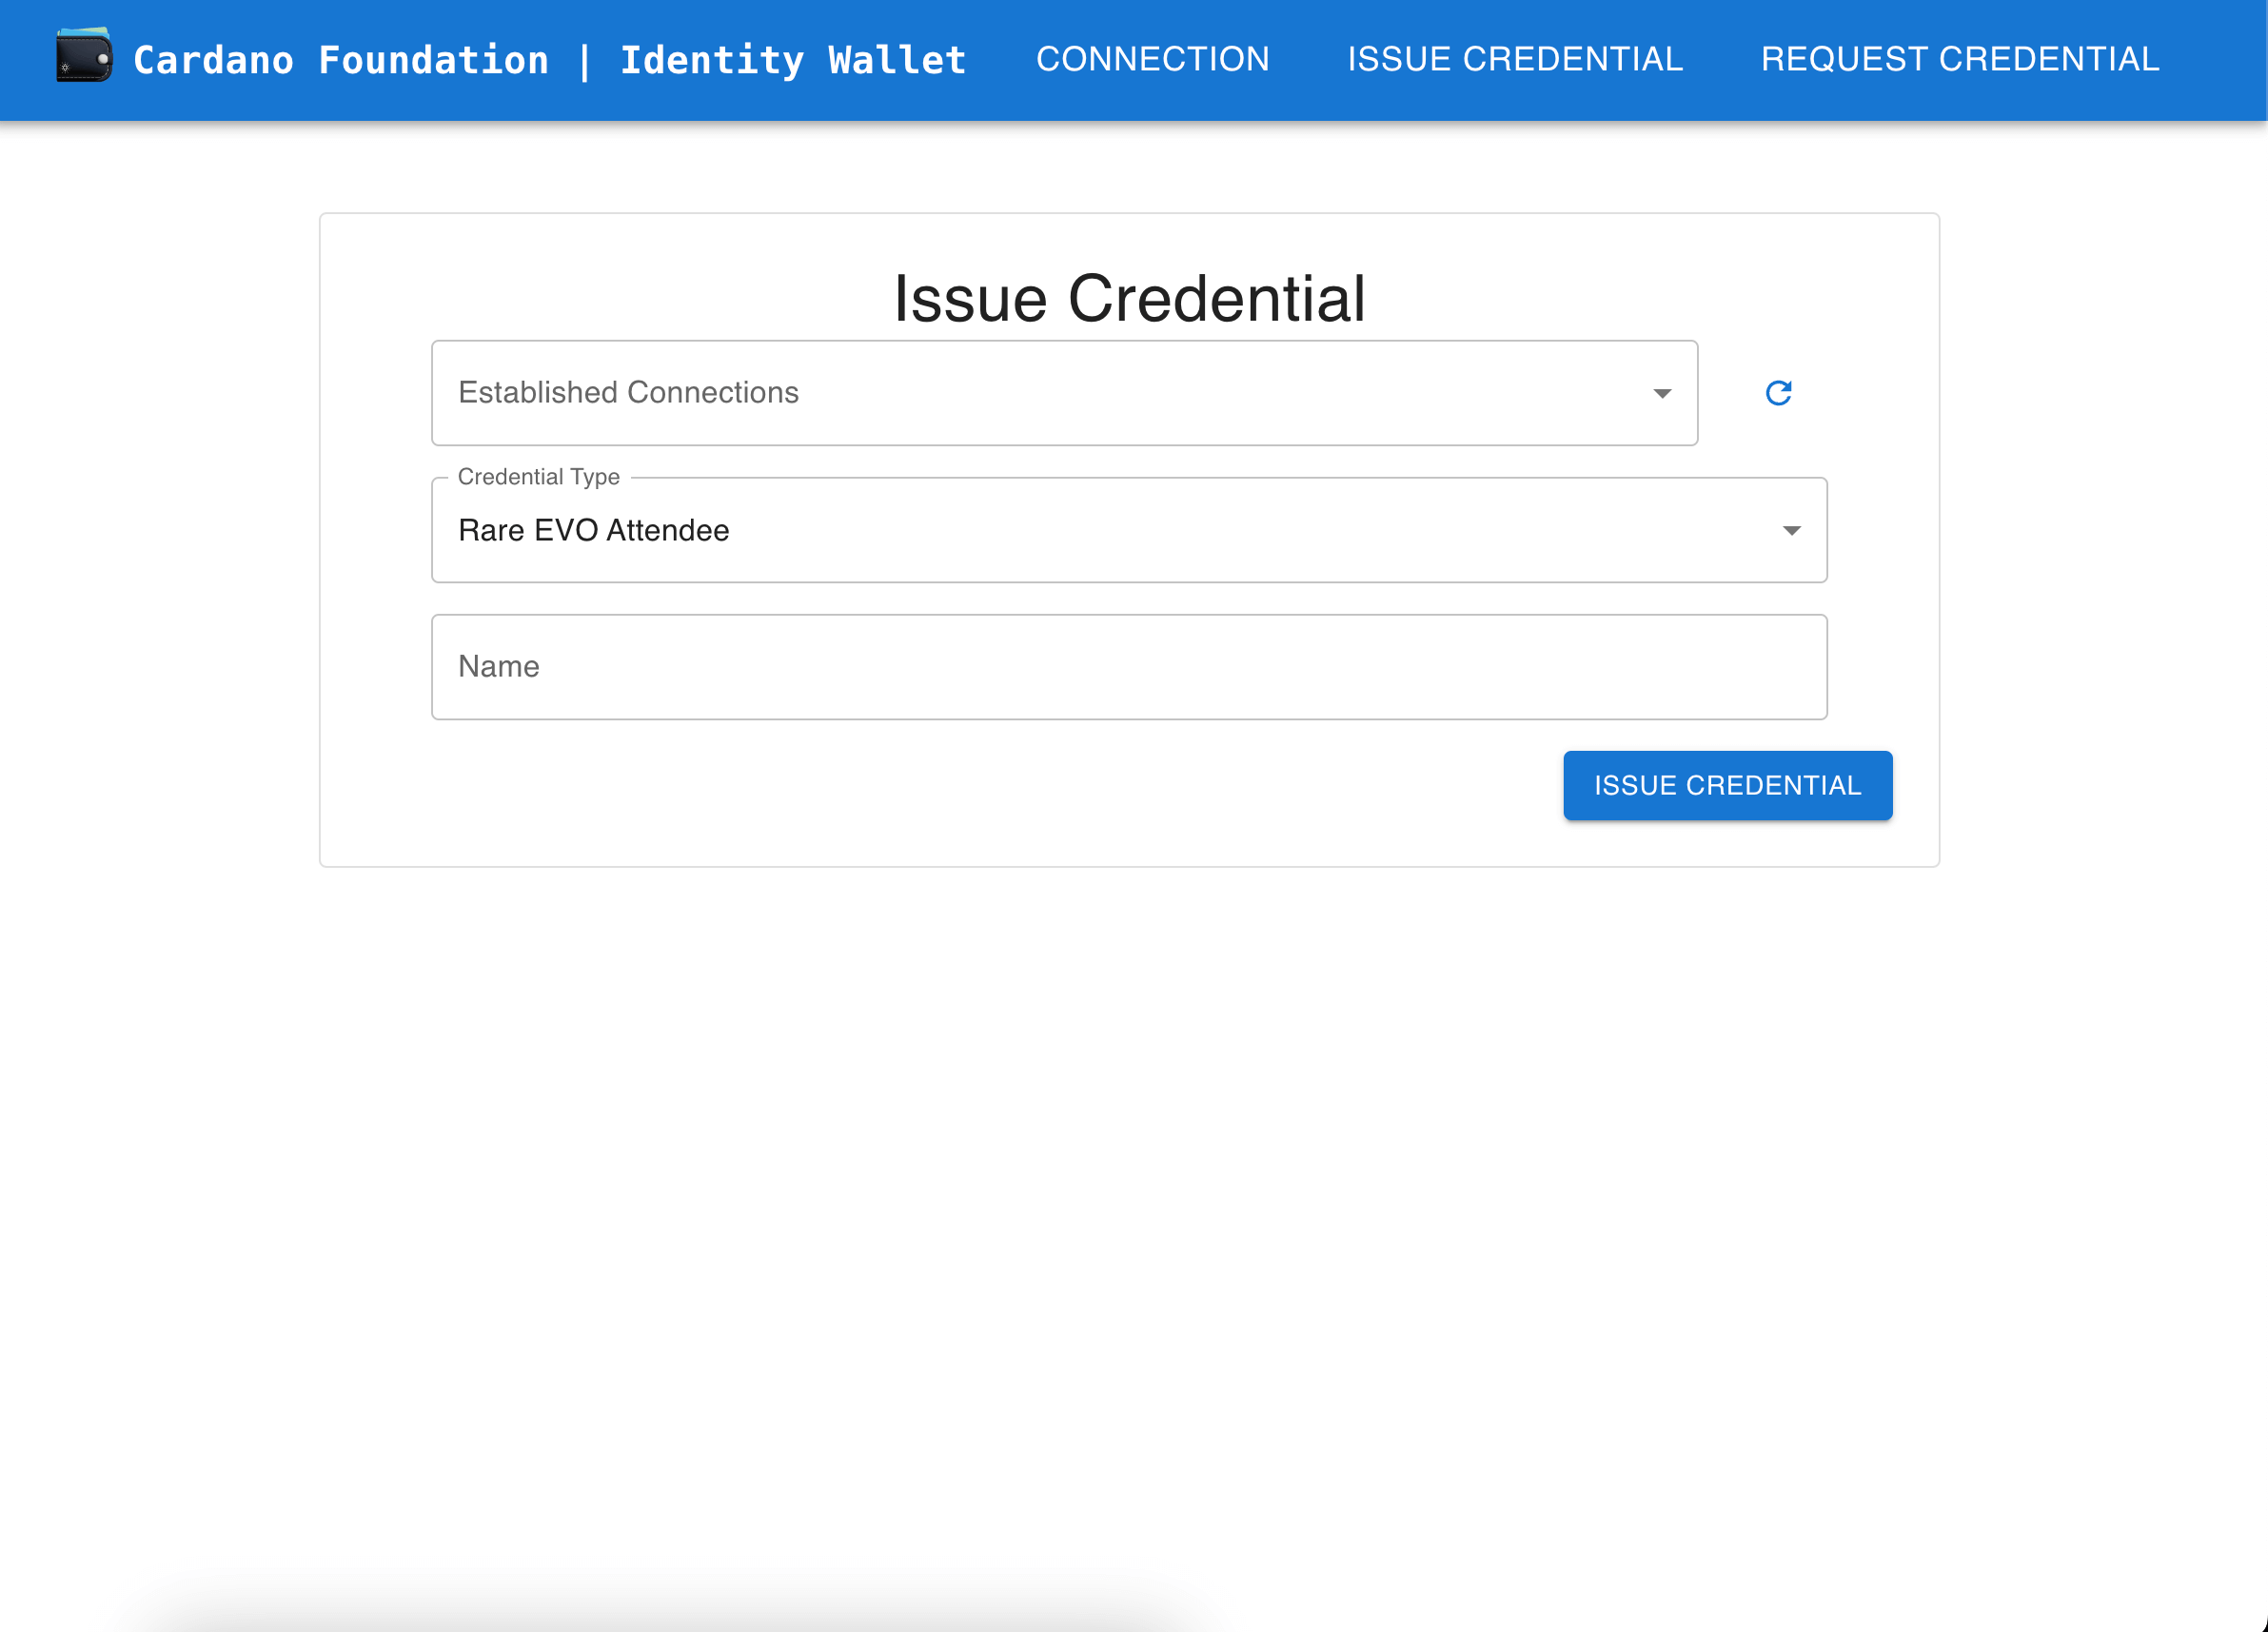 Cardano Foundation | Identity Wallet CONNECTION ISSUE CREDENTIAL REQUEST CREDENTIAL
Issue Credential
Established Connections
Credential Type
Rare EVO Attendee
Name
ISSUE CREDENTIAL